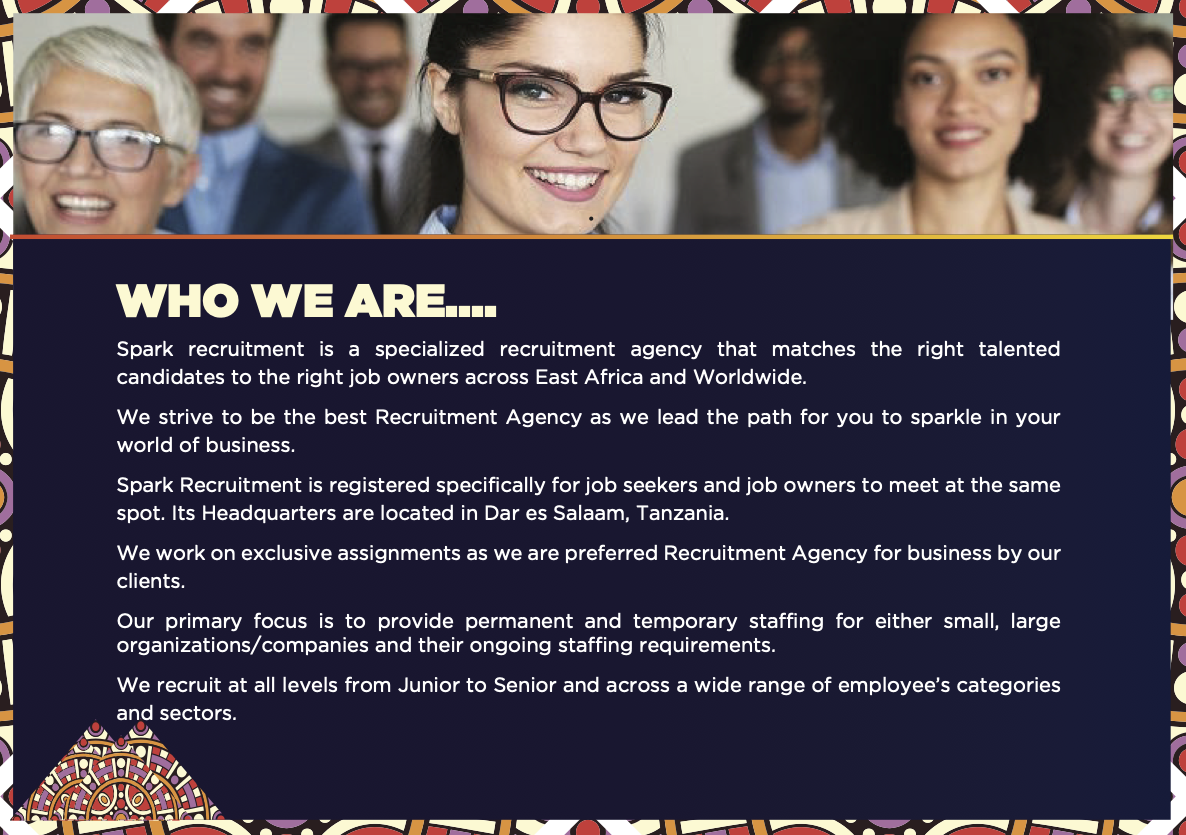 WHO WE ARE....
Spark recruitment is a specialized recruitment agency that matches the right talented
candidates to the right job owners across East Africa and Worldwide.
We strive to be the best Recruitment Agency as we lead the path for you to sparkle in your
world of business.
Spark Recruitment is registered specifically for job seekers and job owners to meet at the same
spot. Its Headquarters are located in Dar es Salaam, Tanzania.
We work on exclusive assignments as we are preferred Recruitment Agency for business by our
clients.
Our primary focus is to provide permanent and temporary staffing for either small, large
organizations/companies and their ongoing staffing requirements.
We recruit at all levels from Junior to Senior and across a wide range of employee’s categories
and sectors.